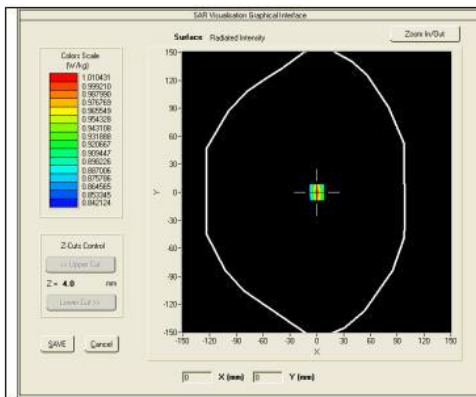 SAR Visualisation Graphical Interface
Surface Radiated Intensity
Zoom In/Out
Colors Scale
(W/kg)
1.010431
0.999210
0.987990
0.976769
0.965549
0.954328
0.943108
0.931888
0.920667
0.909447
0.898226
0.887006
0.875786
0.864565
0.853345
0.842124
Z-Cuts Control
<< Upper Cut
Z = 4.0 mm
Lower Cut >>
SAVE Cancel
150
120
90
60
30
0
-30
-60
-90
-120
-150
Y
-150 -120 -90 -60 -30 0 30 60 90 120 150
X
0 X (mm) 0 Y (mm)